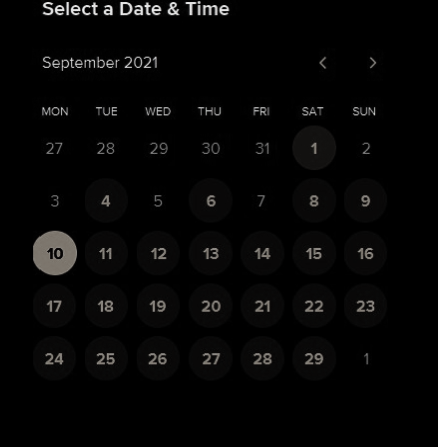 Select a Date & Time
September 2021
MON TUE WED THU FRI SAT SUN
27 28 29 30 31 1 2
3 4 5 6 7 8 9
10 11 12 13 14 15 16
17 18 19 20 21 22 23
24 25 26 27 28 29 1